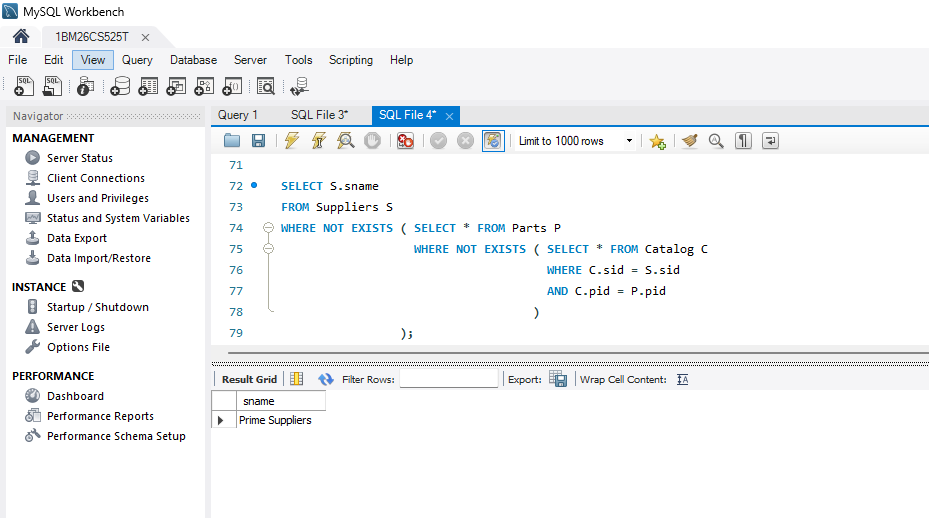 MySQL Workbench
1BM26CS525T
File Edit View Query Database Server Tools Scripting Help
Navigator
MANAGEMENT
Server Status
Client Connections
Users and Privileges
Status and System Variables
Data Export
Data Import/Restore
INSTANCE
Startup / Shutdown
Server Logs
Options File
PERFORMANCE
Dashboard
Performance Reports
Performance Schema Setup
Query 1 SQL File 3* SQL File 4*
Limit to 1000 rows
71
72 SELECT S.sname
73 FROM Suppliers S
74 WHERE NOT EXISTS ( SELECT * FROM Parts P
75 WHERE NOT EXISTS ( SELECT * FROM Catalog C
76 WHERE C.sid = S.sid
77 AND C.pid = P.pid
78 )
79 );
Result Grid Filter Rows: Export: Wrap Cell Content:
sname
Prime Suppliers